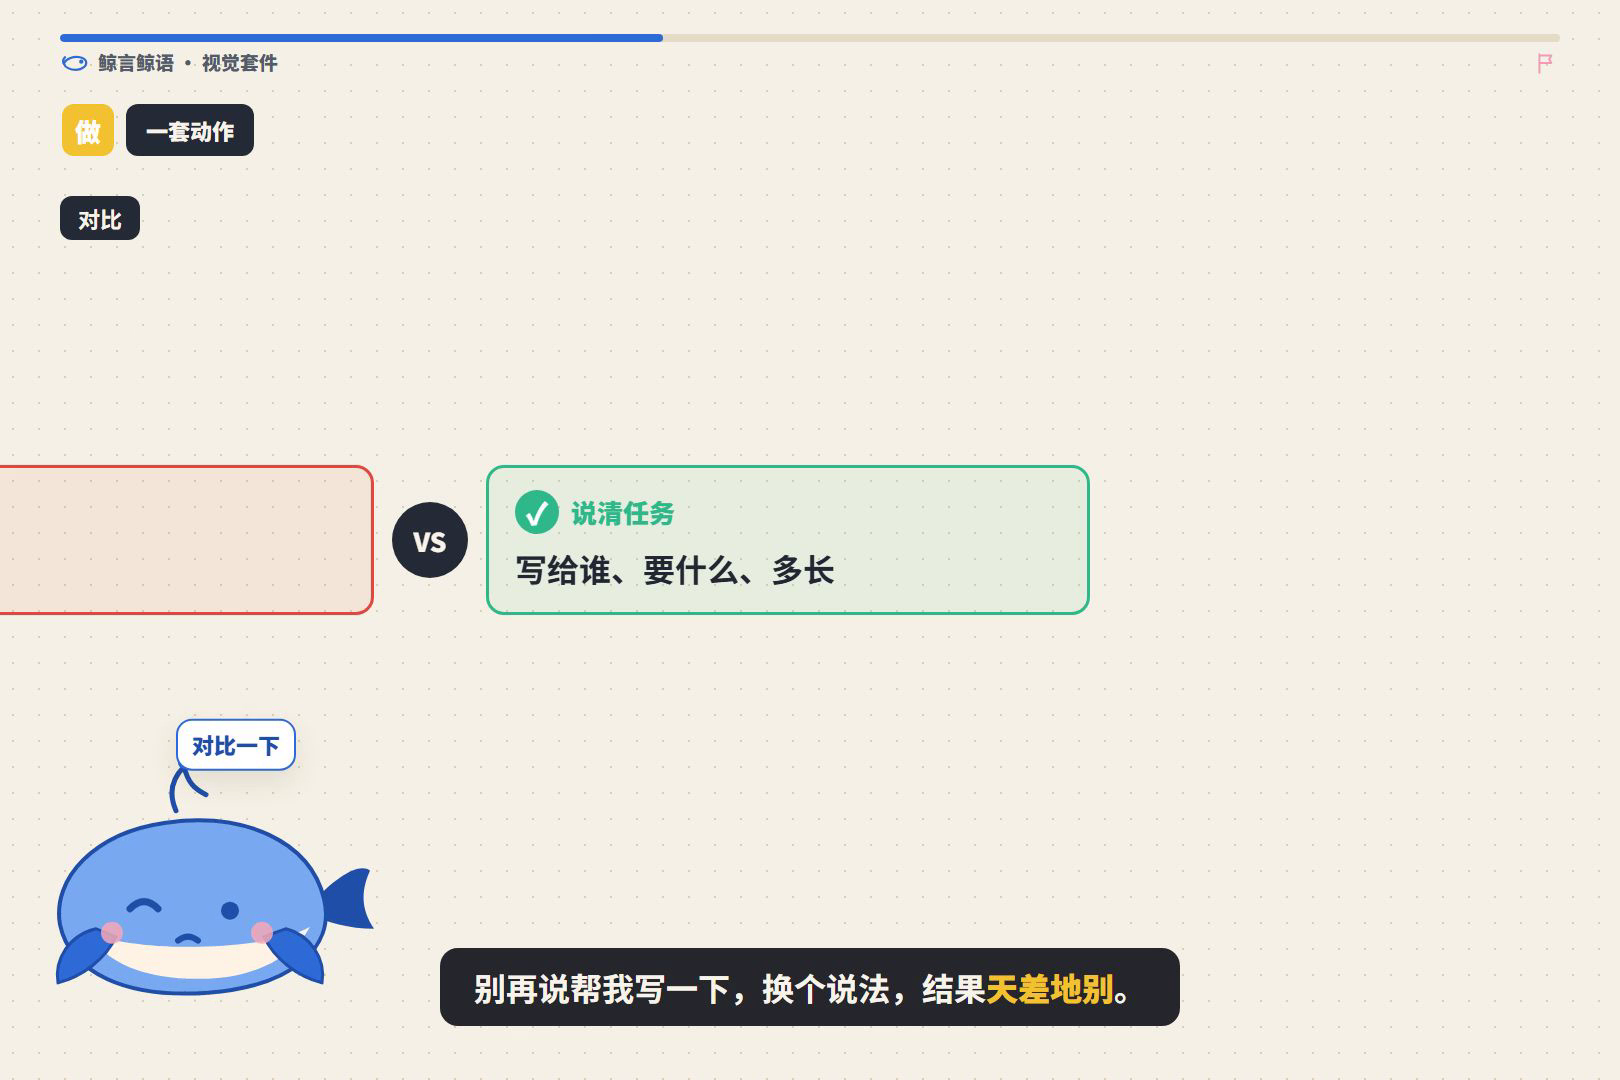 鲸言鲸语 · 视觉套件
做 一套动作
对比
VS
说清任务
写给谁、要什么、多长
对比一下
别再说帮我写一下，换个说法，结果天差地别。